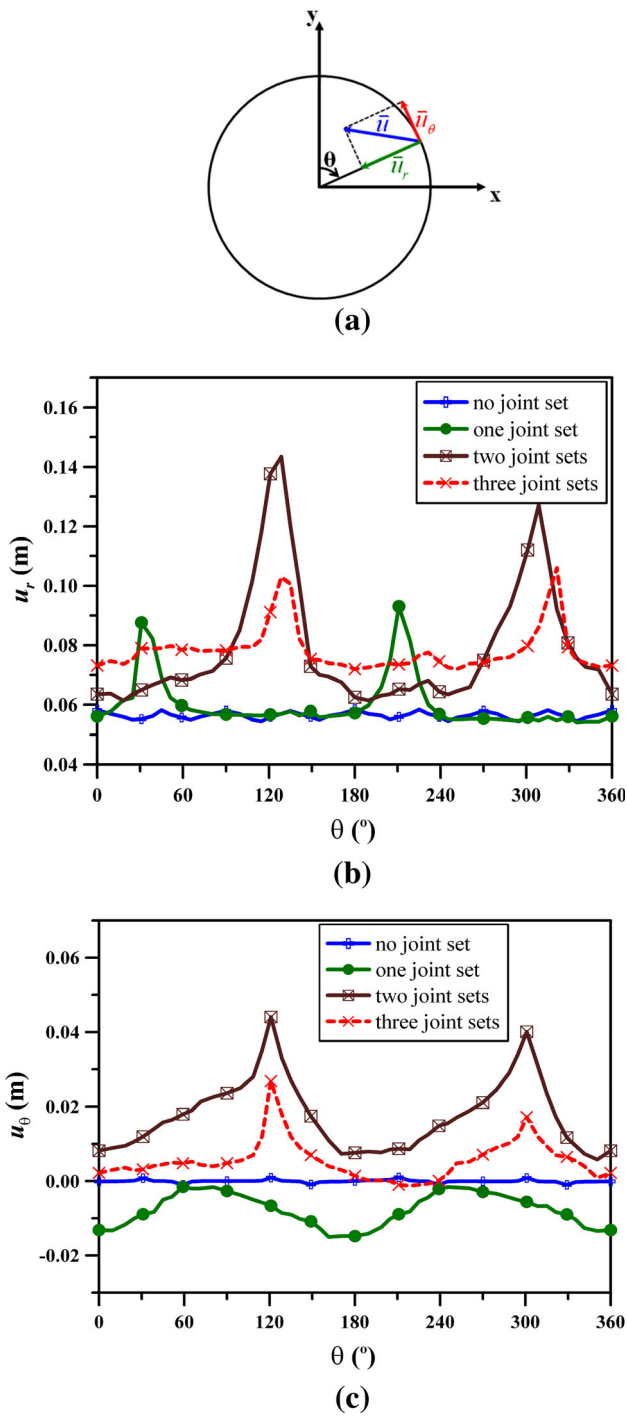 y
ū
ū_θ
θ
ū_r
x
(a)
u_r (m)
0.16
0.14
0.12
0.10
0.08
0.06
0.04
no joint set
one joint set
two joint sets
three joint sets
0 60 120 180 240 300 360
θ (º)
(b)
u_θ (m)
0.06
0.04
0.02
0.00
-0.02
no joint set
one joint set
two joint sets
three joint sets
0 60 120 180 240 300 360
θ (º)
(c)